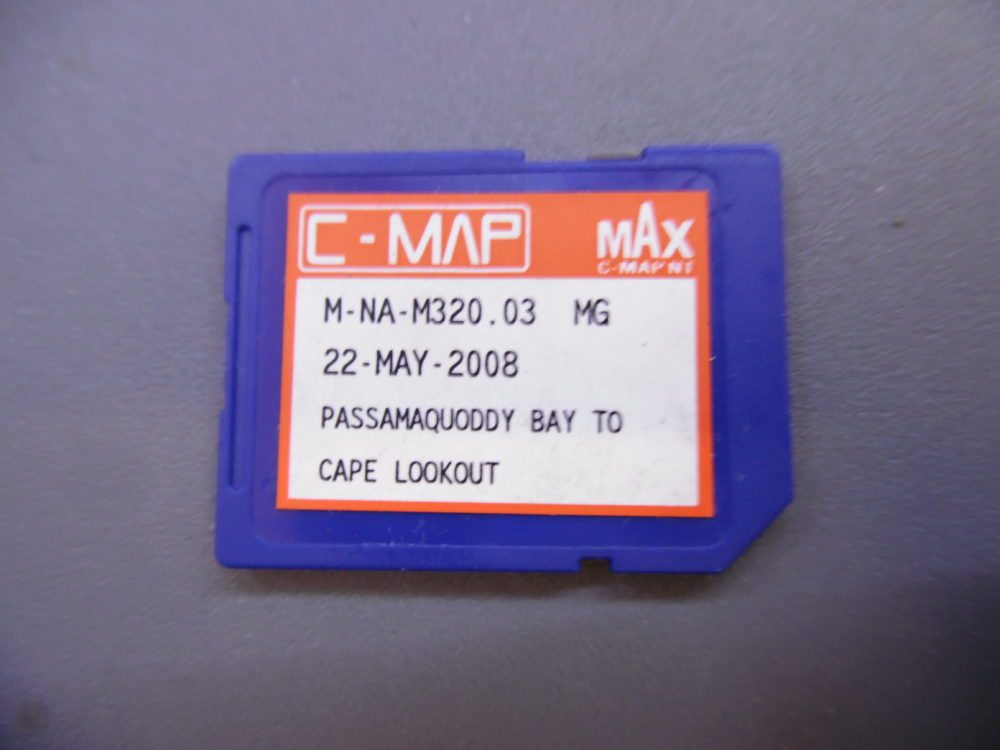 C-MAP
MAX
C-MAP NT
M-NA-M320.03 MG
22-MAY-2008
PASSAMAQUODDY BAY TO
CAPE LOOKOUT